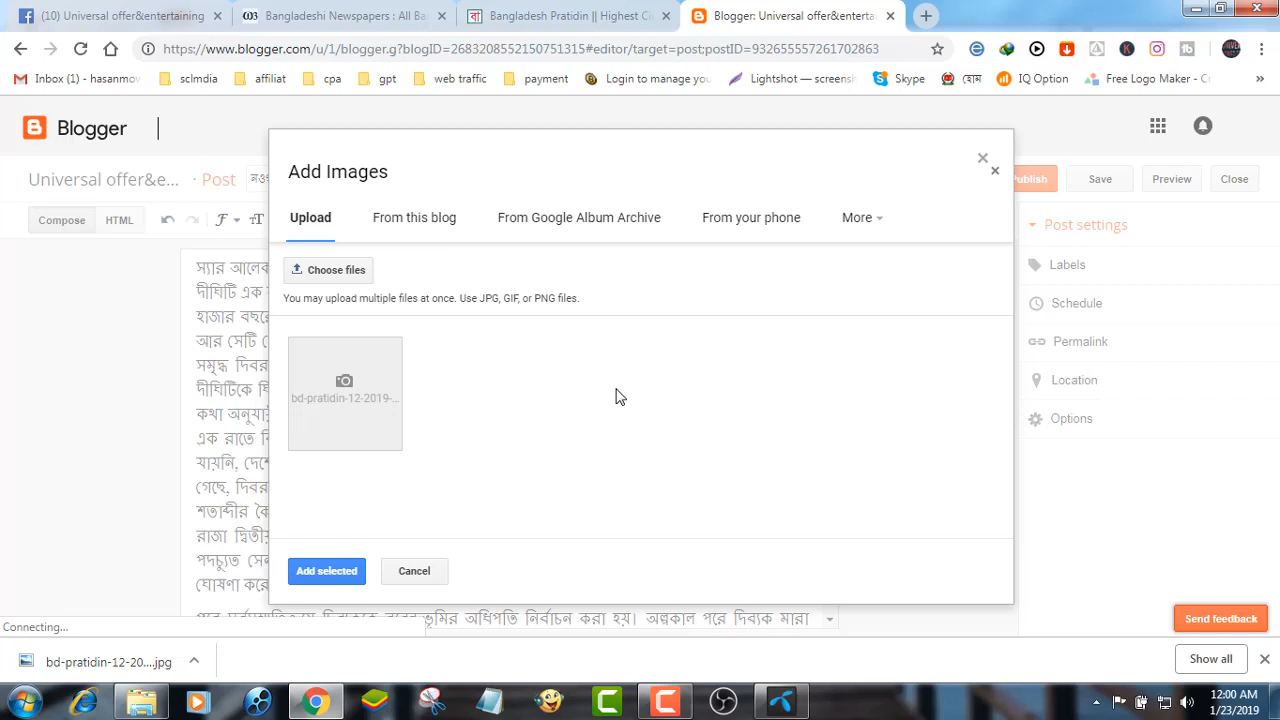 (10) Universal offer&entertaining
Bangladeshi Newspapers : All B
Bangladesh Pratidin || Highest Ci
Blogger: Universal offer&enterta
https://www.blogger.com/u/1/blogger.g?blogID=2683208552150751315#editor/target=post;postID=932655557261702863
Inbox (1) - hasanmov
sclmdia
affiliat
cpa
gpt
web traffic
payment
Login to manage you
Lightshot — screensh
Skype
হোম
IQ Option
Free Logo Maker - C
»
Blogger
Universal offer&e...
Post
Publish
Save
Preview
Close
Compose
HTML
Add Images
Upload
From this blog
From Google Album Archive
From your phone
More
Choose files
You may upload multiple files at once. Use JPG, GIF, or PNG files.
bd-pratidin-12-2019-...
Add selected
Cancel
Post settings
Labels
Schedule
Permalink
Location
Options
স্যার আলেক
দীঘিটি এক
হাজার বছরে
আর সেটি
সমৃদ্ধ দিবর
দীঘিটিকে
কথা অনুযা
এক রাতে
যায়নি, দেশে
গেছে, দিবর
শতাব্দীর কৈ
রাজা দ্বিতীয়
পদচ্যুত সেন
ঘোষণা করে
ভূমির অধিপতি নির্বাচন করা হয়। অল্পকাল পরে দিব্যক মারা
Send feedback
Connecting...
bd-pratidin-12-20....jpg
Show all
12:00 AM
1/23/2019